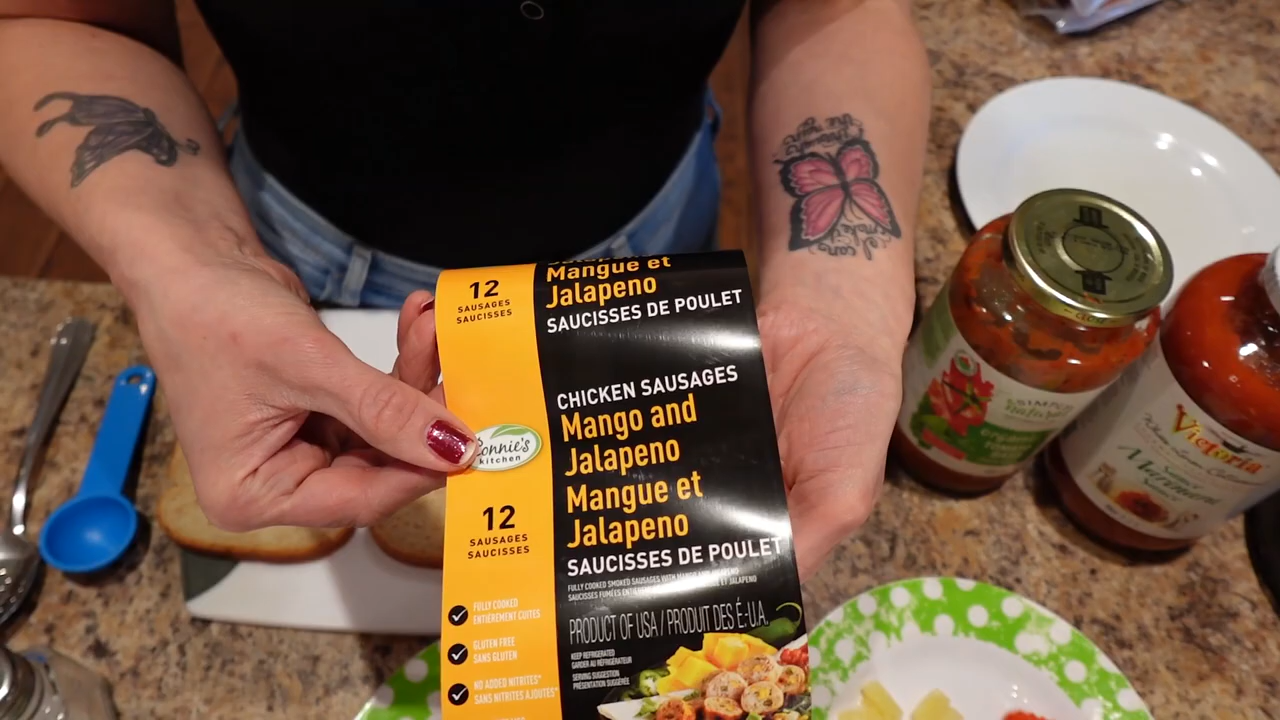 12
SAUSAGES
SAUCISSES
Mangue et
Jalapeno
SAUCISSES DE POULET
CHICKEN SAUSAGES
Mango and
Jalapeno
Mangue et
Jalapeno
SAUCISSES DE POULET
Connie's
kitchen
12
SAUSAGES
SAUCISSES
FULLY COOKED SMOKED SAUSAGES WITH MANGO AND JALAPENO
PRODUCT OF USA / PRODUIT DES É.-U.A.
KEEP REFRIGERATED
GARDER AU RÉFRIGÉRATEUR
SERVING SUGGESTION
PRÉSENTATION SUGGÉRÉE
FULLY COOKED
ENTIÈREMENT CUITES
GLUTEN FREE
SANS GLUTEN
NO ADDED NITRITES*
SANS NITRITES AJOUTÉS*
Victoria
Marinara